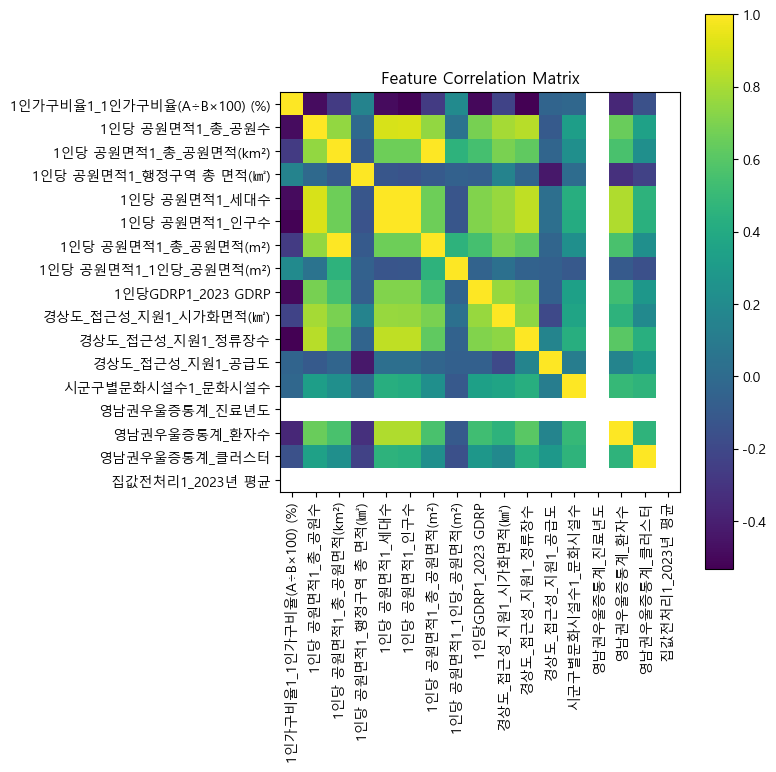 Feature Correlation Matrix
1인가구비율1_1인가구비율(A÷B×100) (%)
1인당 공원면적1_총_공원수
1인당 공원면적1_총_공원면적(km²)
1인당 공원면적1_행정구역 총 면적(㎢)
1인당 공원면적1_세대수
1인당 공원면적1_인구수
1인당 공원면적1_총_공원면적(m²)
1인당 공원면적1_1인당_공원면적(m²)
1인당GDRP1_2023 GDRP
경상도_접근성_지원1_시가화면적(㎢)
경상도_접근성_지원1_정류장수
경상도_접근성_지원1_공급도
시군구별문화시설수1_문화시설수
영남권우울증통계_진료년도
영남권우울증통계_환자수
영남권우울증통계_클러스터
집값전처리1_2023년 평균
1인가구비율1_1인가구비율(A÷B×100) (%)
1인당 공원면적1_총_공원수
1인당 공원면적1_총_공원면적(km²)
1인당 공원면적1_행정구역 총 면적(㎢)
1인당 공원면적1_세대수
1인당 공원면적1_인구수
1인당 공원면적1_총_공원면적(m²)
1인당 공원면적1_1인당_공원면적(m²)
1인당GDRP1_2023 GDRP
경상도_접근성_지원1_시가화면적(㎢)
경상도_접근성_지원1_정류장수
경상도_접근성_지원1_공급도
시군구별문화시설수1_문화시설수
영남권우울증통계_진료년도
영남권우울증통계_환자수
영남권우울증통계_클러스터
집값전처리1_2023년 평균
1.0
0.8
0.6
0.4
0.2
0.0
-0.2
-0.4